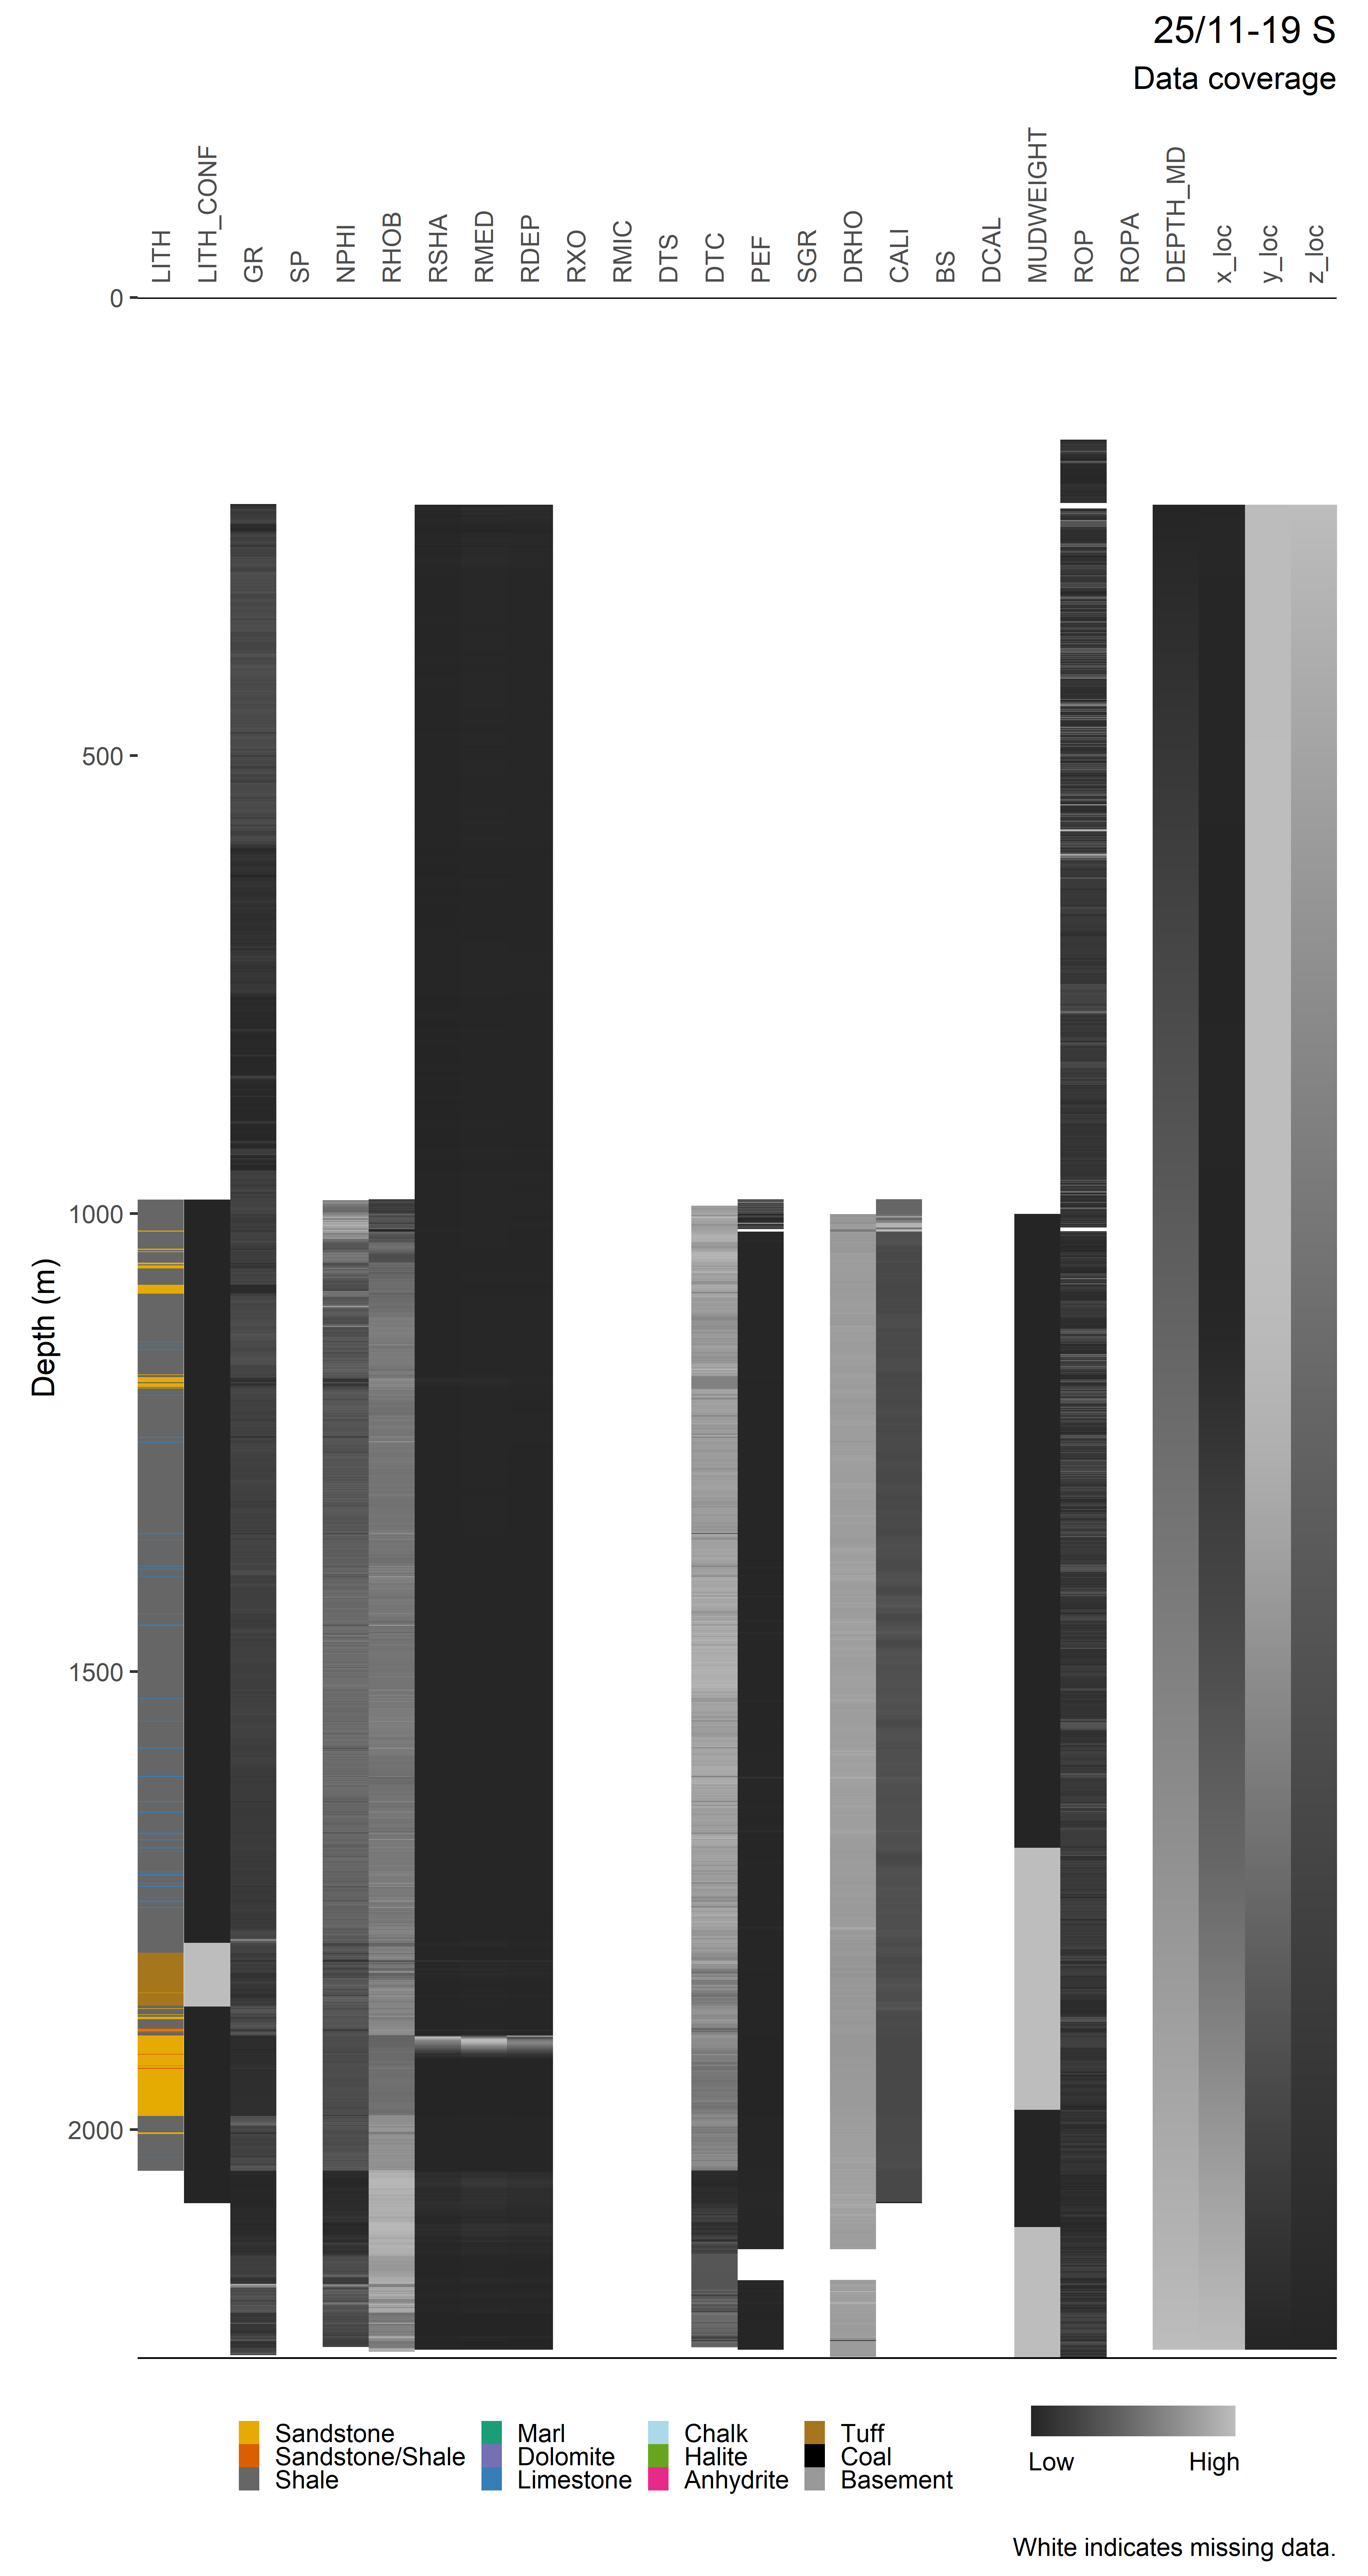 25/11-19 S
Data coverage
LITH
LITH_CONF
GR
SP
NPHI
RHOB
RSHA
RMED
RDEP
RXO
RMIC
DTS
DTC
PEF
SGR
DRHO
CALI
BS
DCAL
MUDWEIGHT
ROP
ROPA
DEPTH_MD
x_loc
y_loc
z_loc
0
500
1000
1500
2000
Depth (m)
Sandstone
Sandstone/Shale
Shale
Marl
Dolomite
Limestone
Chalk
Halite
Anhydrite
Tuff
Coal
Basement
Low High
White indicates missing data.